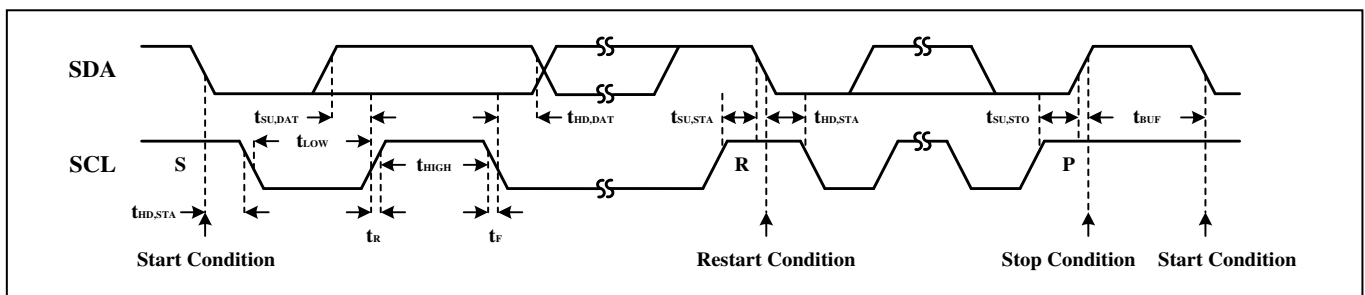 SDA
tSU,DAT
tHD,DAT
tSU,STA
tHD,STA
tSU,STO
tBUF
tLOW
SCL
S
tHIGH
R
P
tHD,STA
tR
tF
Start Condition
Restart Condition
Stop Condition
Start Condition